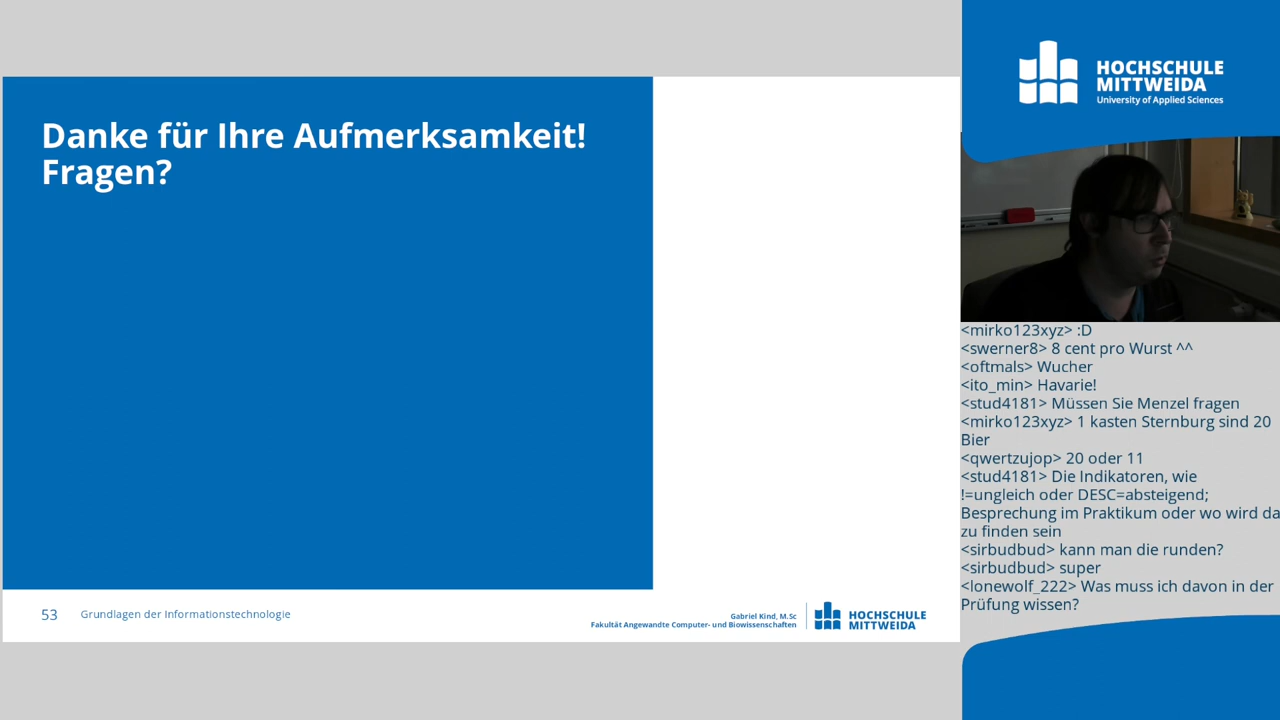 Danke für Ihre Aufmerksamkeit!
Fragen?
53
Grundlagen der Informationstechnologie
Gabriel Kind, M.Sc
Fakultät Angewandte Computer- und Biowissenschaften
HOCHSCHULE
MITTWEIDA
HOCHSCHULE
MITTWEIDA
University of Applied Sciences
<mirko123xyz> :D
<swerner8> 8 cent pro Wurst ^^
<oftmals> Wucher
<ito_min> Havarie!
<stud4181> Müssen Sie Menzel fragen
<mirko123xyz> 1 kasten Sternburg sind 20
Bier
<qwertzujop> 20 oder 11
<stud4181> Die Indikatoren, wie
!=ungleich oder DESC=absteigend;
Besprechung im Praktikum oder wo wird da
zu finden sein
<sirbudbud> kann man die runden?
<sirbudbud> super
<lonewolf_222> Was muss ich davon in der
Prüfung wissen?